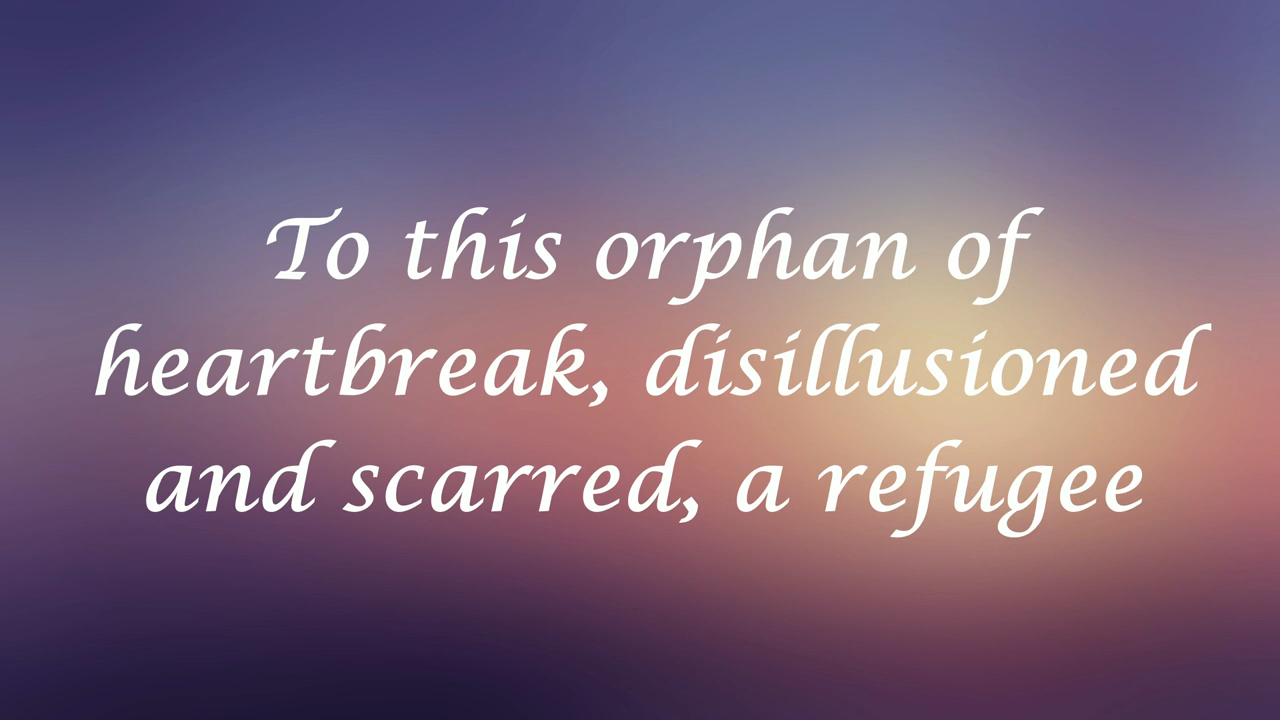 To this orphan of
heartbreak, disillusioned
and scarred, a refugee